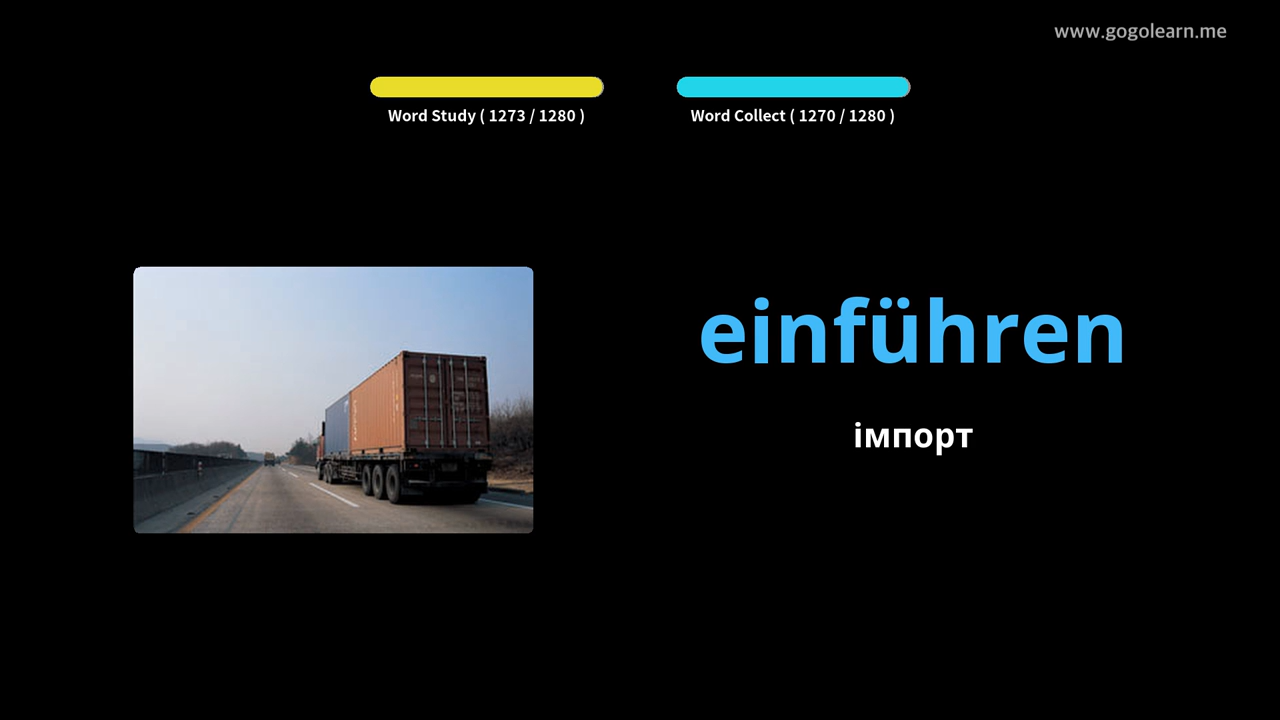 www.gogolearn.me
Word Study ( 1273 / 1280 )
Word Collect ( 1270 / 1280 )
einführen
імпорт